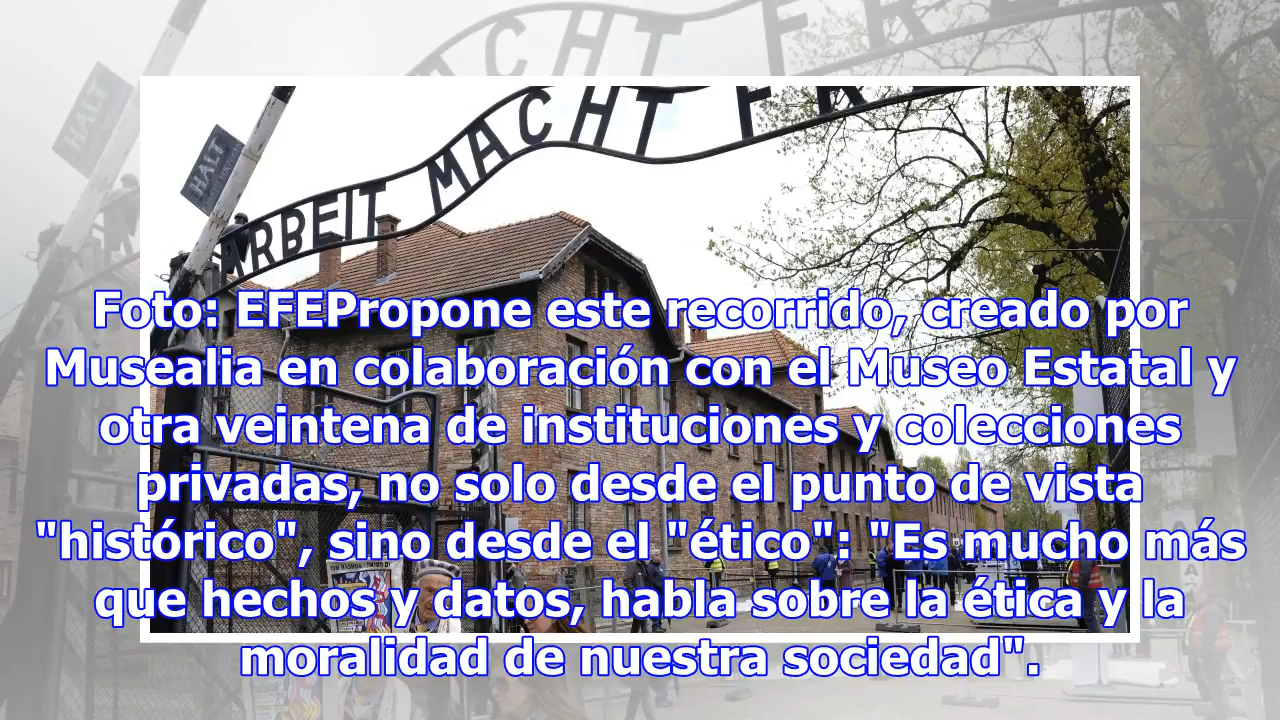 ARBEIT MACHT FRE
HALT
HALT
Foto: EFEPropone este recorrido, creado por
Musealia en colaboración con el Museo Estatal y
otra veintena de instituciones y colecciones
privadas, no solo desde el punto de vista
"histórico", sino desde el "ético": "Es mucho más
que hechos y datos, habla sobre la ética y la
moralidad de nuestra sociedad".